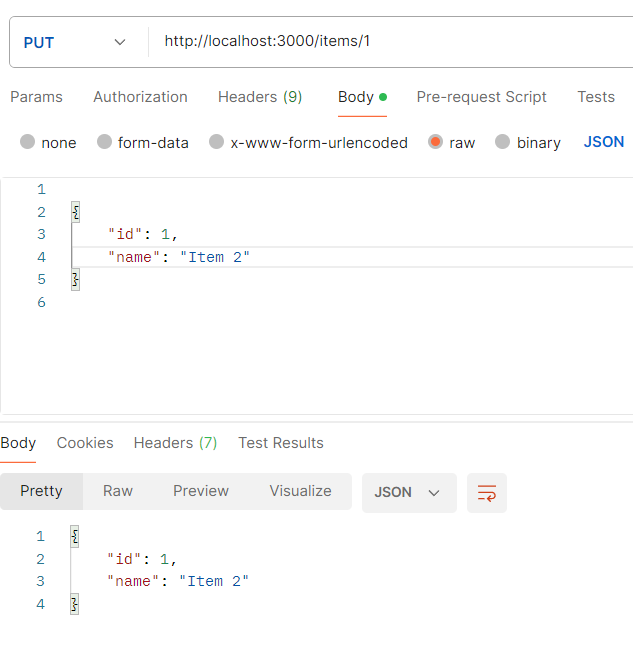 PUT http://localhost:3000/items/1
Params Authorization Headers (9) Body Pre-request Script Tests
none form-data x-www-form-urlencoded raw binary JSON
1
2 {
3 "id": 1,
4 "name": "Item 2"
5 }
6
Body Cookies Headers (7) Test Results
Pretty Raw Preview Visualize JSON
1 {
2 "id": 1,
3 "name": "Item 2"
4 }